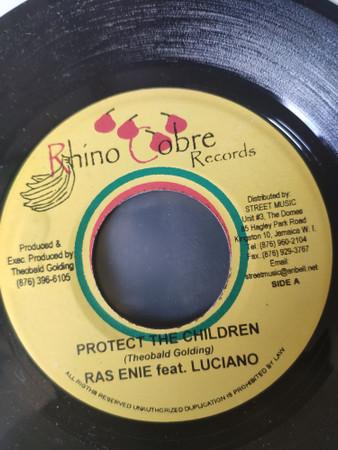 Rhino Cobre
Records
Produced &
Exec. Produced by
Theobald Golding
(876) 396-6105
Distributed by:
STREET MUSIC
Unit #3, The Domes
85 Hagley Park Road
Kingston 10, Jamaica W. I.
Tel. (876) 960-2104
Fax. (876) 929-3767
Email:
streetmusic@anbell.net
SIDE A
PROTECT THE CHILDREN
(Theobald Golding)
RAS ENIE feat. LUCIANO
ALL RIGTHS RESERVED UNAUTHORIZED DUPLICATION IS PROHIBITED BY LAW